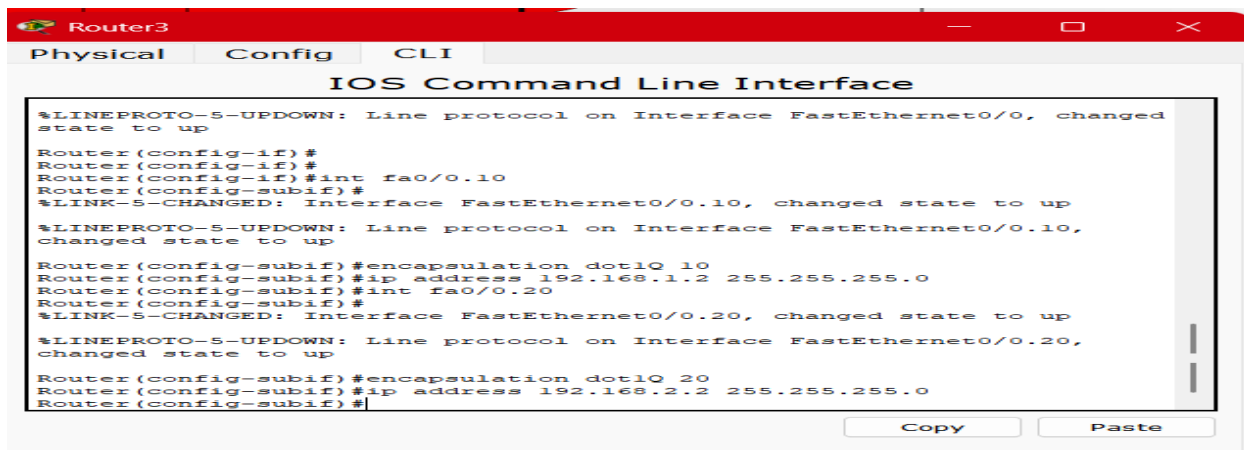 Router3
Physical Config CLI
IOS Command Line Interface
%LINEPROTO-5-UPDOWN: Line protocol on Interface FastEthernet0/0, changed
state to up
Router(config-if)#
Router(config-if)#
Router(config-if)#int fa0/0.10
Router(config-subif)#
%LINK-5-CHANGED: Interface FastEthernet0/0.10, changed state to up
%LINEPROTO-5-UPDOWN: Line protocol on Interface FastEthernet0/0.10,
changed state to up
Router(config-subif)#encapsulation dot1Q 10
Router(config-subif)#ip address 192.168.1.2 255.255.255.0
Router(config-subif)#int fa0/0.20
Router(config-subif)#
%LINK-5-CHANGED: Interface FastEthernet0/0.20, changed state to up
%LINEPROTO-5-UPDOWN: Line protocol on Interface FastEthernet0/0.20,
changed state to up
Router(config-subif)#encapsulation dot1Q 20
Router(config-subif)#ip address 192.168.2.2 255.255.255.0
Router(config-subif)#
Copy Paste